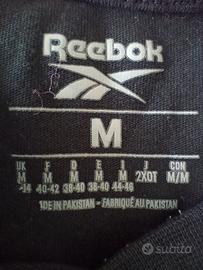 Reebok
M
UK F D E I J CDN
M M M M M 2XOT M/M
-14 40-42 38-40 38-40 44-46
DE IN PAKISTAN - FABRIQUÉ AU PAKISTAN
subito